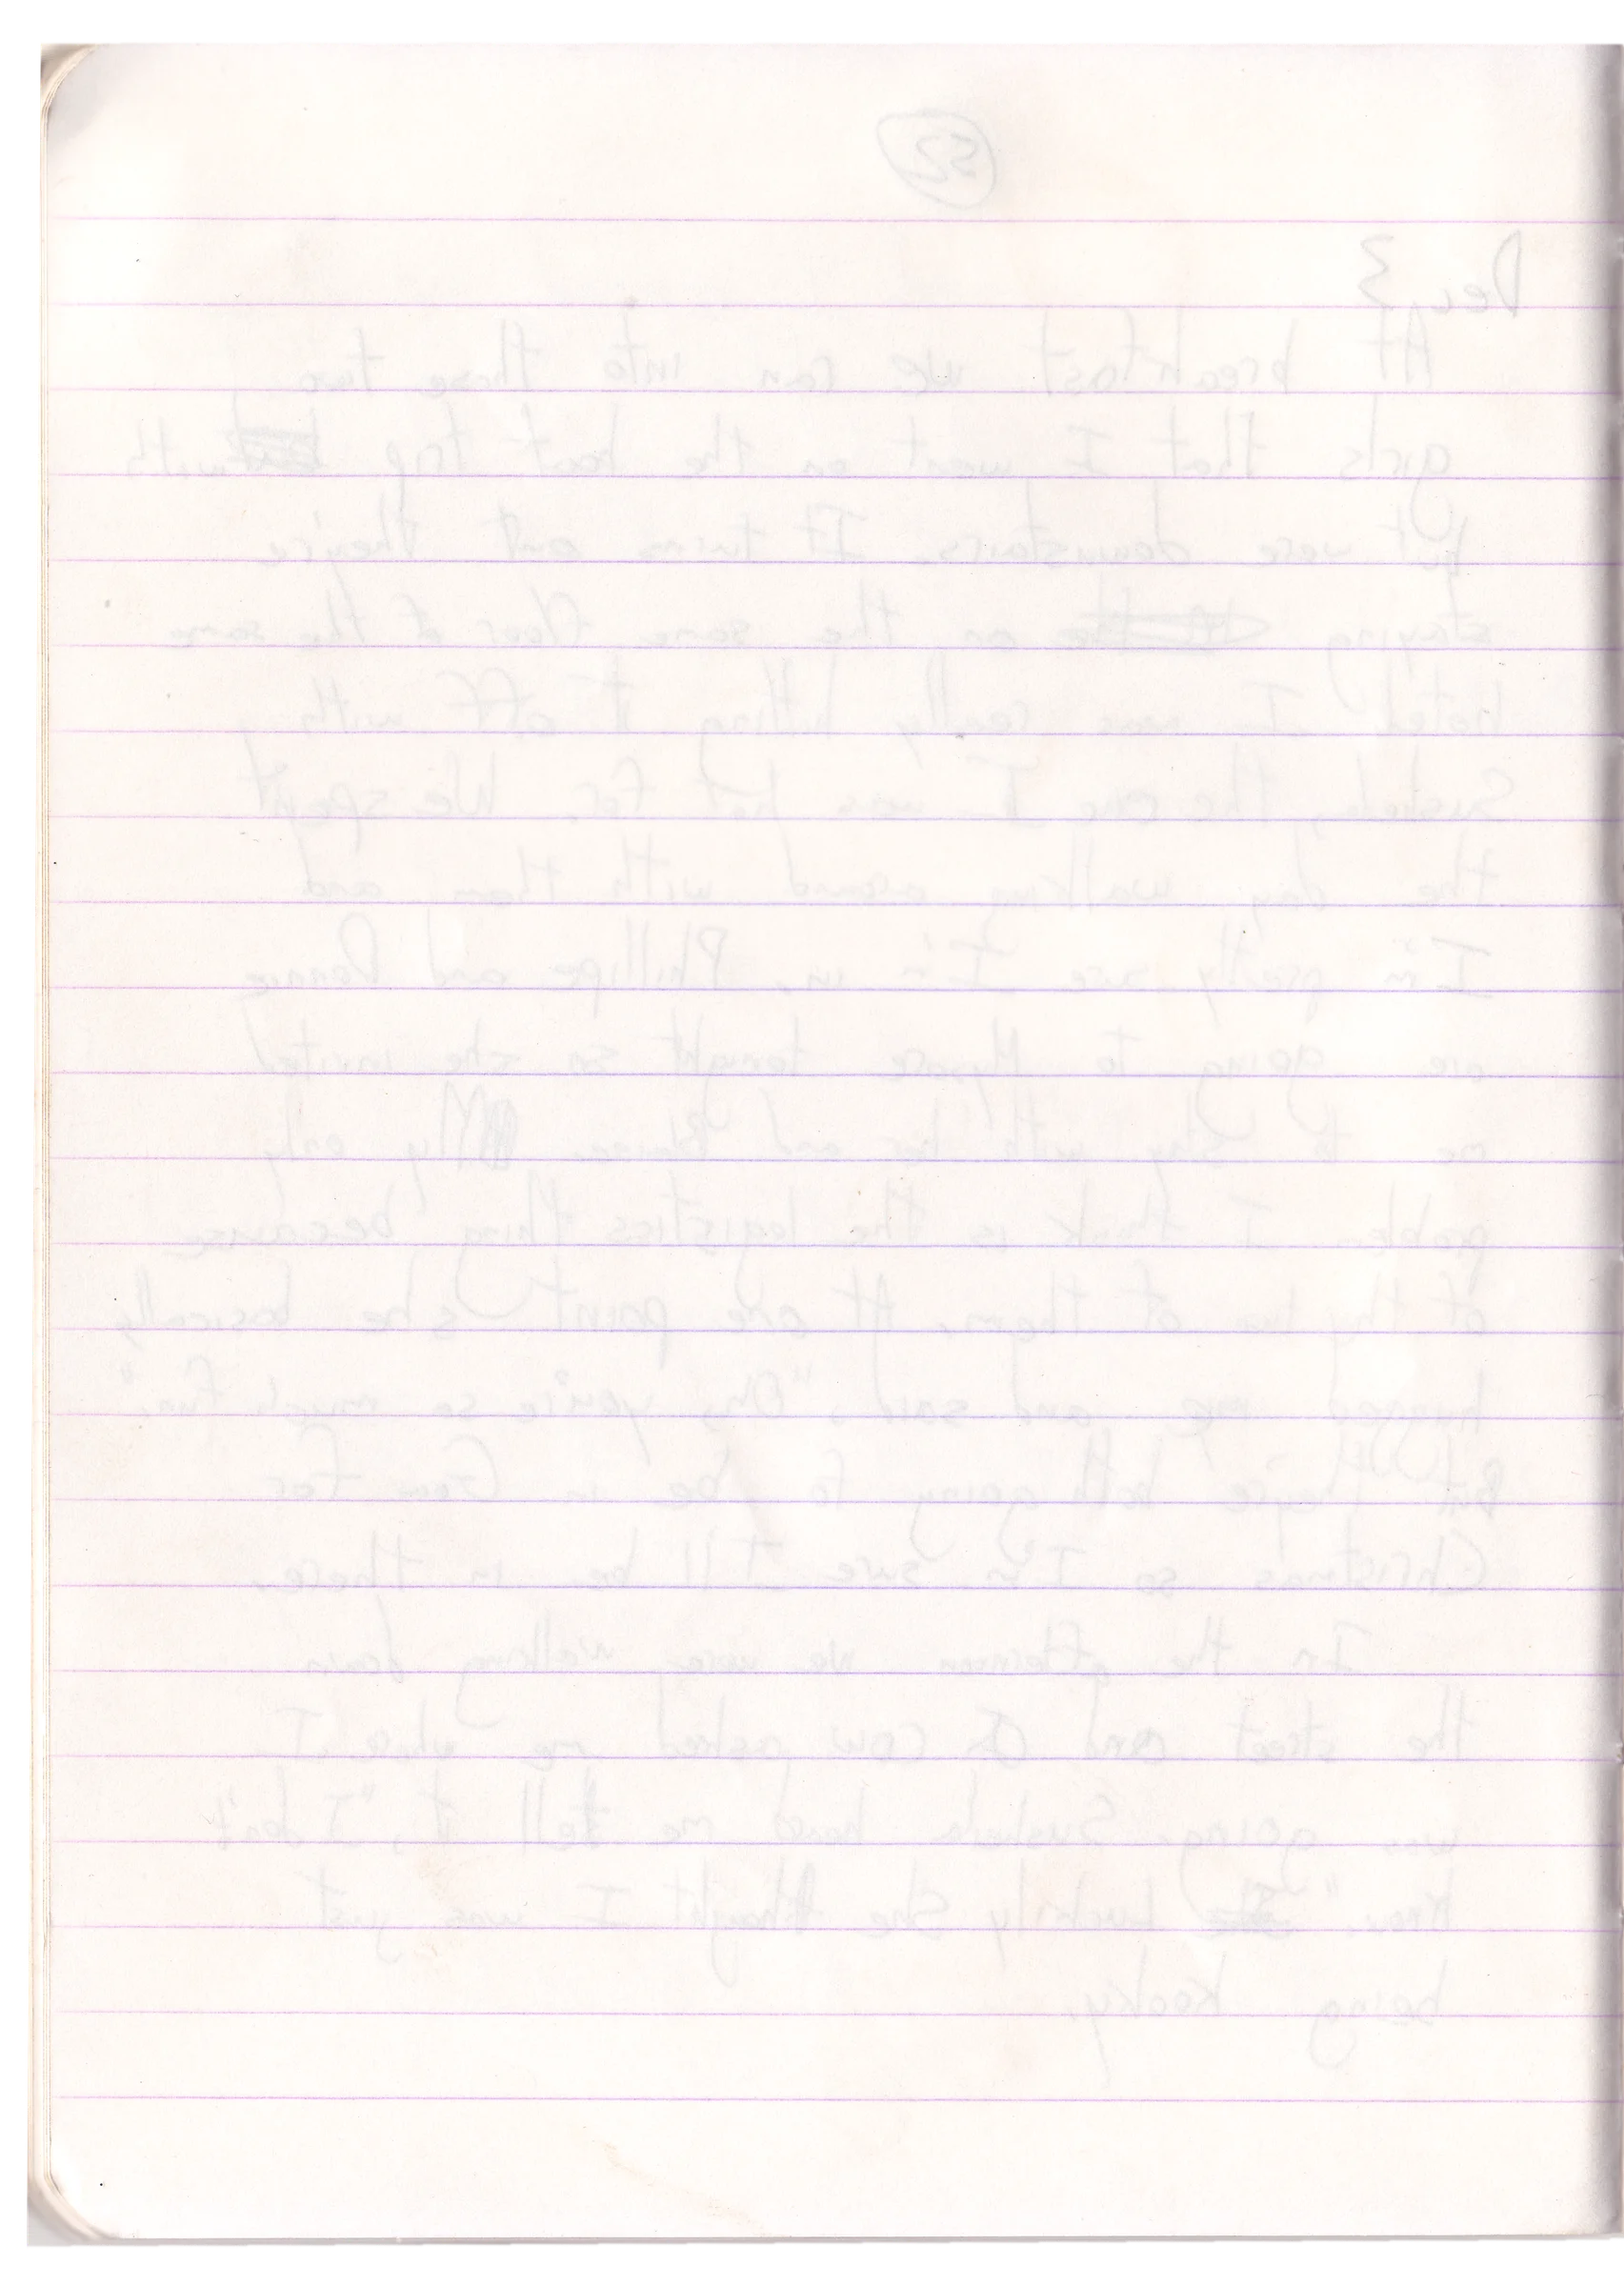 52
Dec 3
At breakfast we ran into those two
girls that I went on the boat trip with
but were downstairs. It turns out they're
staying on the same floor of the same
hotel. I was really hitting it off with
the one I was hot for. We spent
the day walking around with them and
I'm pretty sure I'm in. Phillipe and
are going to Mysore tonight so she invited
me to stay with her and My only
problem I think is the logistics thing because
of the two of them. At one point she basically
hugged me and said, "Oh, you're so much fun."
But they're both going to be in Goa for
Christmas so I'm sure I'll be in there.
In the afternoon we were walking down
the street and a cow asked me where I
was going. had me tell it, "I don't
know." Luckily she thought I was just
being kooky.